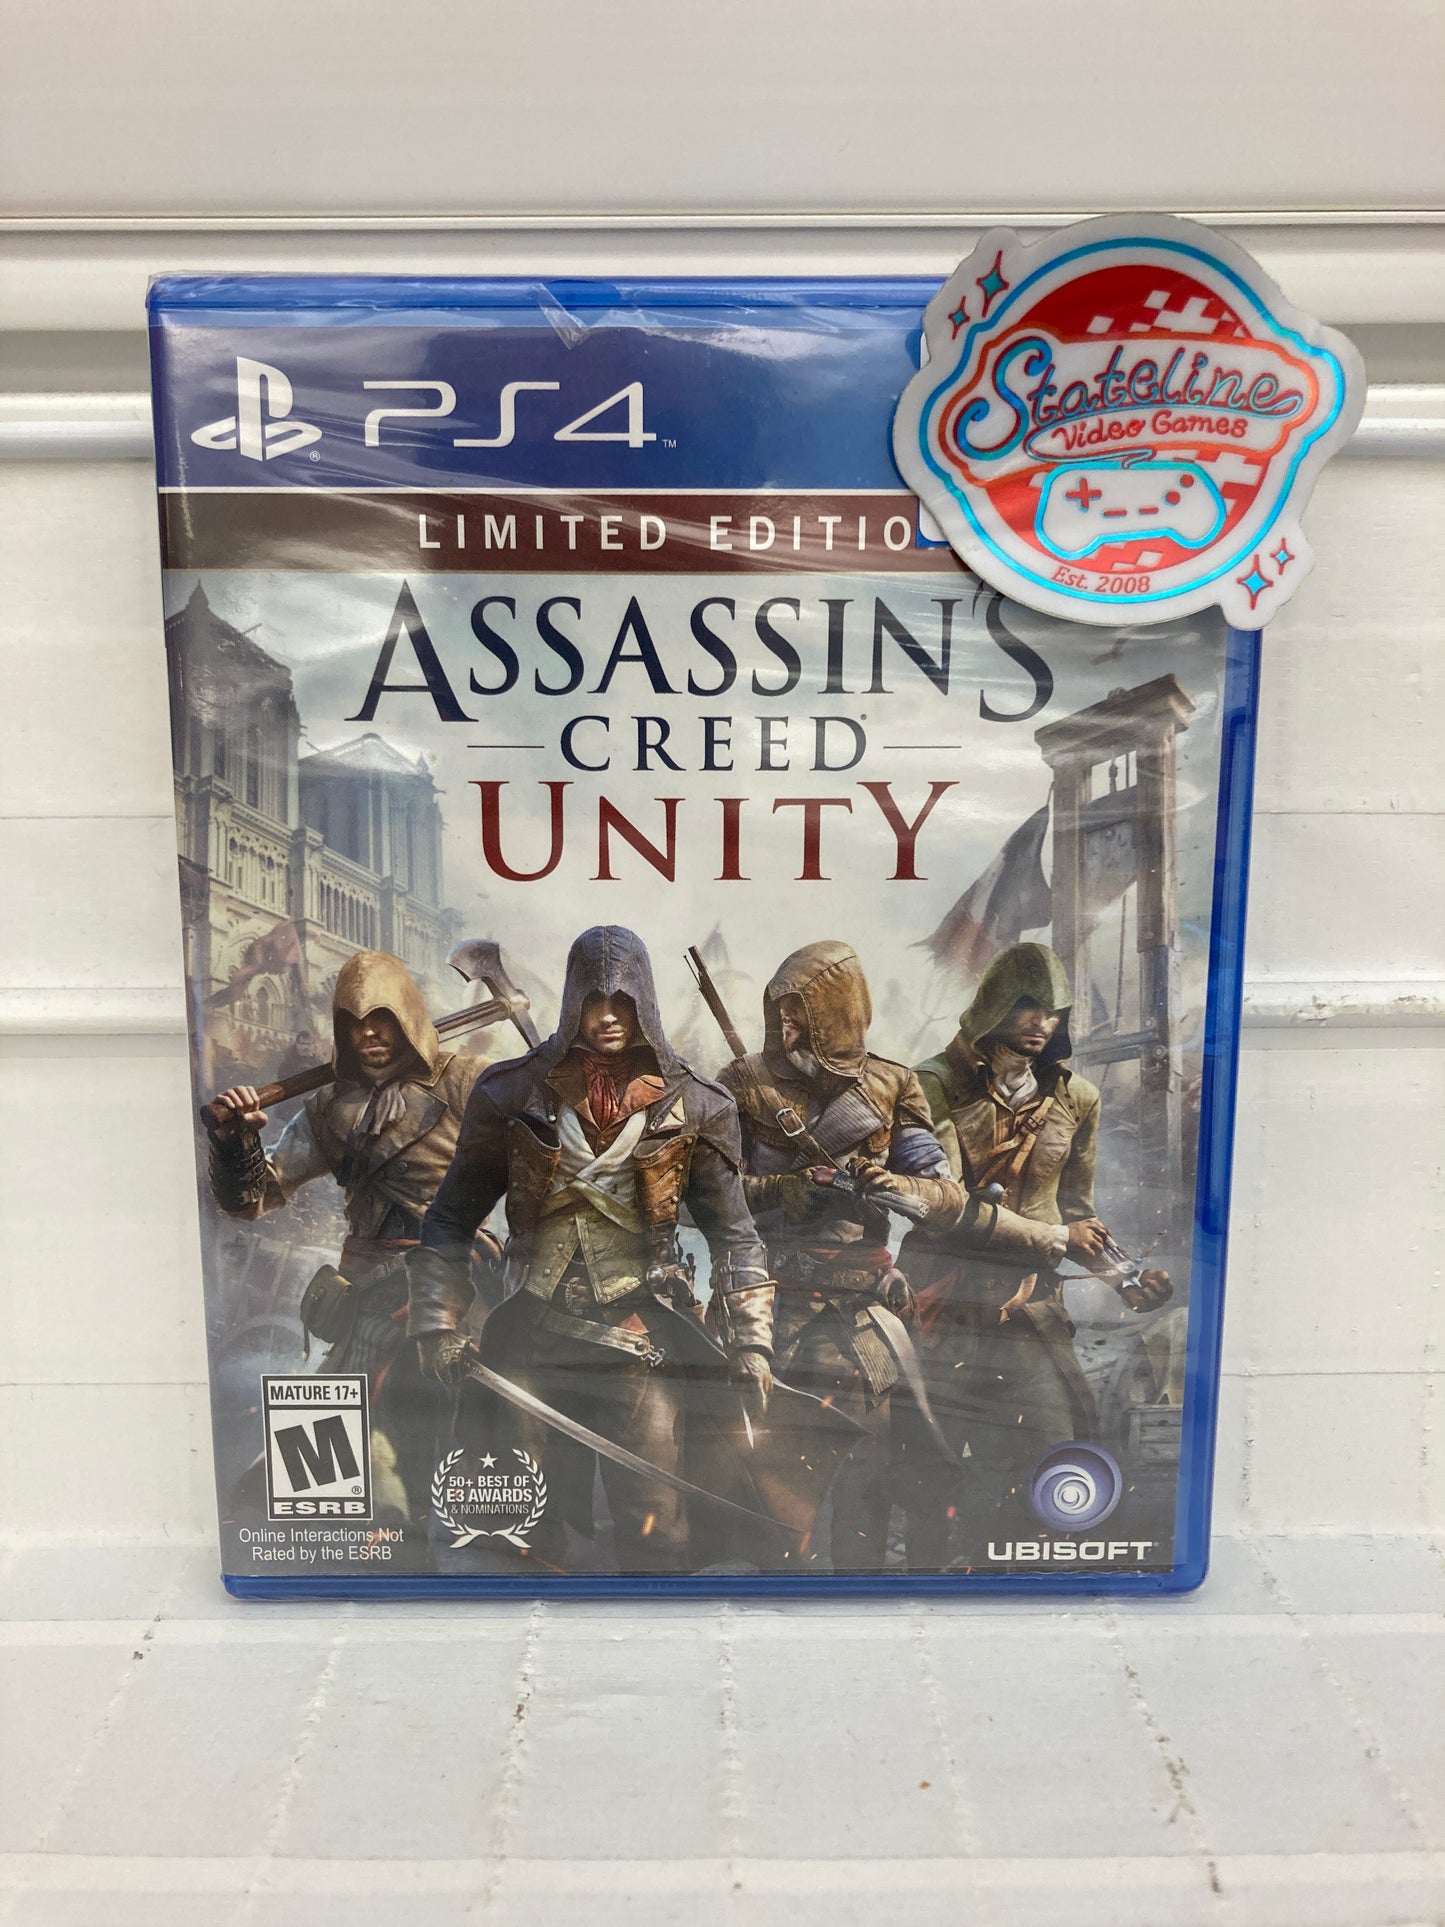 PS4™
Stateline
Video Games
Est. 2008
LIMITED EDITIO
ASSASSIN'S
CREED®
UNITY
MATURE 17+
M
®
ESRB
Online Interactions Not
Rated by the ESRB
50+ BEST OF
E3 AWARDS
& NOMINATIONS
UBISOFT